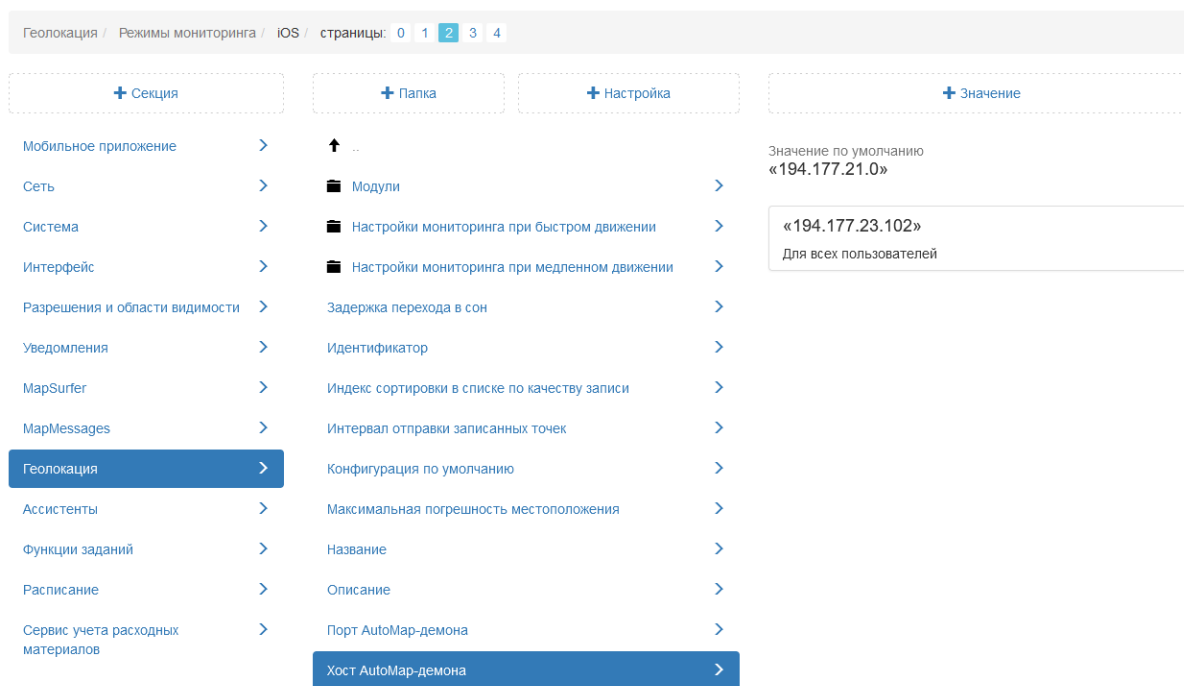 Геолокация / Режимы мониторинга / iOS / страницы: 0 1 2 3 4
+ Секция
Мобильное приложение
Сеть
Система
Интерфейс
Разрешения и области видимости
Уведомления
MapSurfer
MapMessages
Геолокация
Ассистенты
Функции заданий
Расписание
Сервис учета расходных
материалов
+ Папка
+ Настройка
..
Модули
Настройки мониторинга при быстром движении
Настройки мониторинга при медленном движении
Задержка перехода в сон
Идентификатор
Индекс сортировки в списке по качеству записи
Интервал отправки записанных точек
Конфигурация по умолчанию
Максимальная погрешность местоположения
Название
Описание
Порт AutoMap-демона
Хост AutoMap-демона
+ Значение
Значение по умолчанию
«194.177.21.0»
«194.177.23.102»
Для всех пользователей